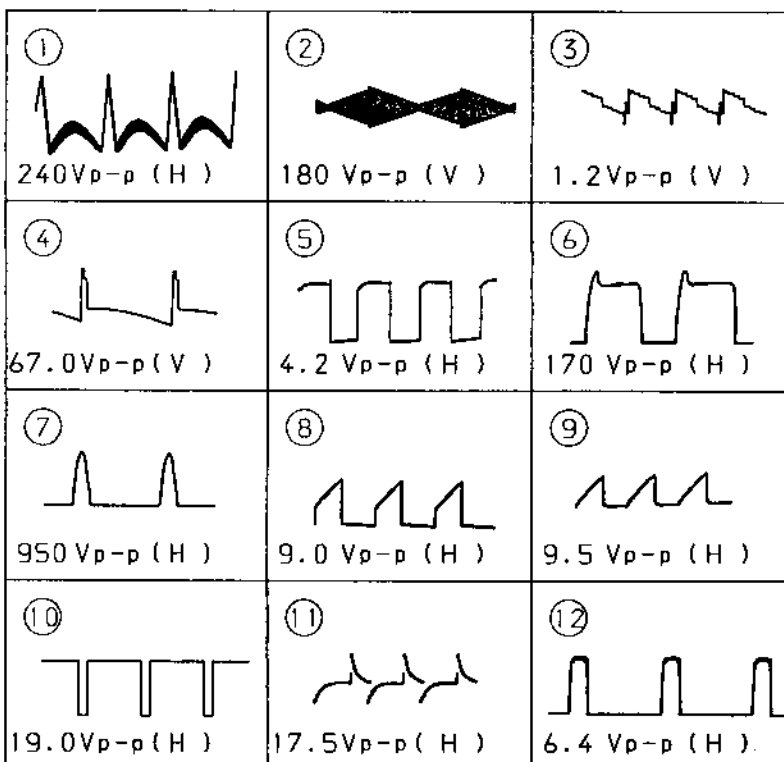 ① ② ③
240Vp-p (H) 180 Vp-p (V) 1.2Vp-p (V)
④ ⑤ ⑥
67.0Vp-p(V) 4.2 Vp-p (H) 170 Vp-p (H)
⑦ ⑧ ⑨
950 Vp-p (H) 9.0 Vp-p (H) 9.5 Vp-p (H)
⑩ ⑪ ⑫
19.0Vp-p(H) 17.5Vp-p(H) 6.4 Vp-p (H)